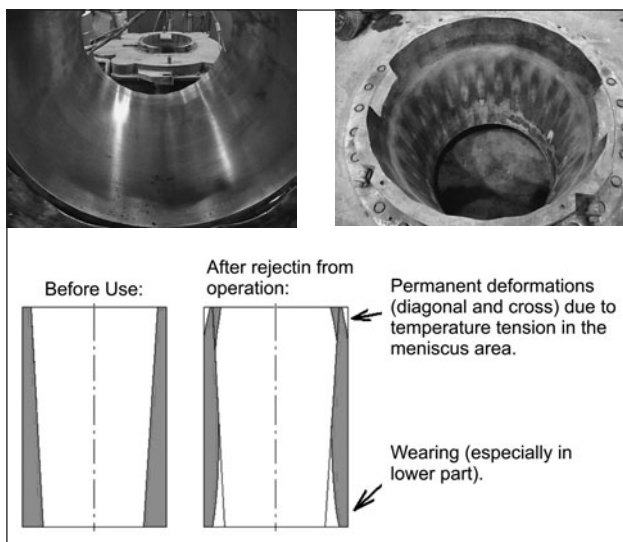 Before Use:
After rejectin from
operation:
Permanent deformations
(diagonal and cross) due to
temperature tension in the
meniscus area.
Wearing (especially in
lower part).